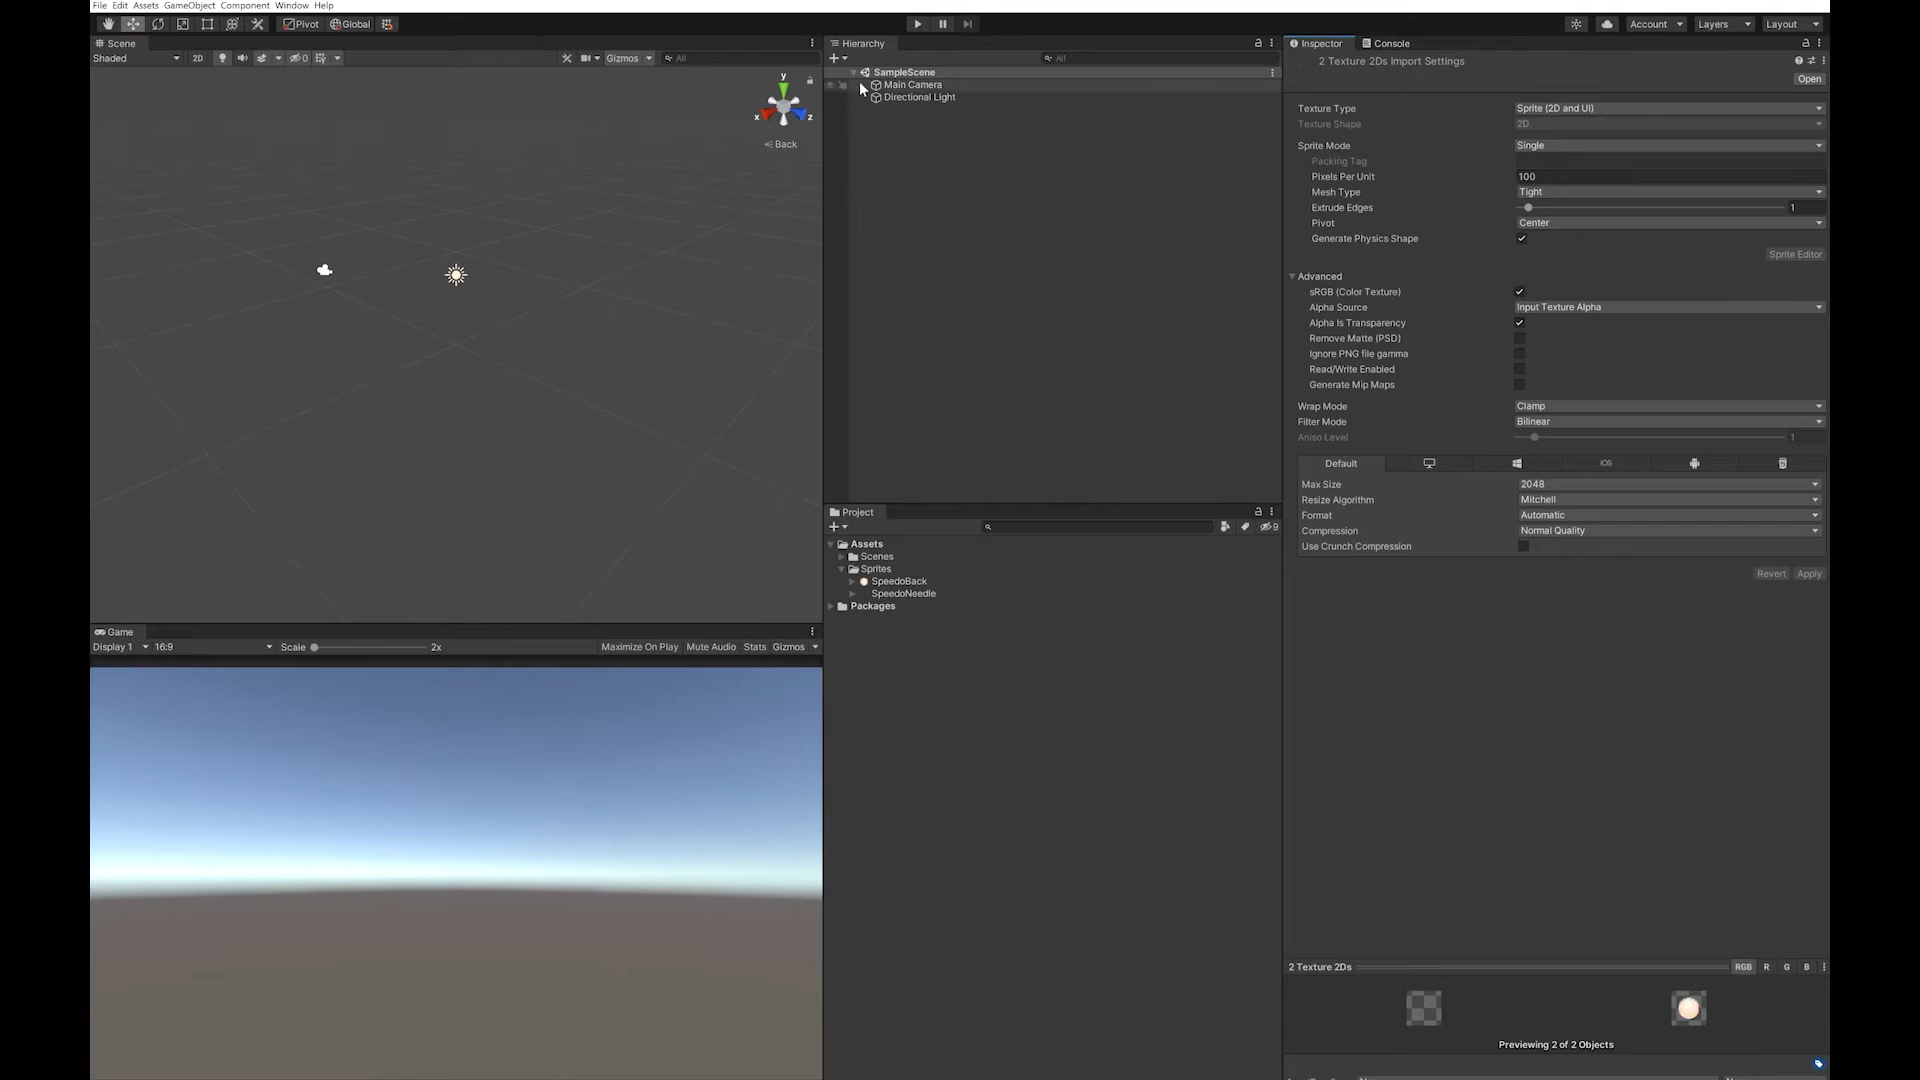 File Edit Assets GameObject Component Window Help
Pivot Global Account Layers Layout
Scene
Shaded 2D 0 Gizmos All
y
x z
Back
Game
Display 1 16:9 Scale 2x Maximize On Play Mute Audio Stats Gizmos
Hierarchy
All
SampleScene
Main Camera
Directional Light
Project
9
Assets
Scenes
Sprites
SpeedoBack
SpeedoNeedle
Packages
Inspector Console
2 Texture 2Ds Import Settings
Open
Texture Type Sprite (2D and UI)
Texture Shape 2D
Sprite Mode Single
Packing Tag
Pixels Per Unit 100
Mesh Type Tight
Extrude Edges 1
Pivot Center
Generate Physics Shape
Sprite Editor
Advanced
sRGB (Color Texture)
Alpha Source Input Texture Alpha
Alpha Is Transparency
Remove Matte (PSD)
Ignore PNG file gamma
Read/Write Enabled
Generate Mip Maps
Wrap Mode Clamp
Filter Mode Bilinear
Aniso Level 1
Default iOS
Max Size 2048
Resize Algorithm Mitchell
Format Automatic
Compression Normal Quality
Use Crunch Compression
Revert Apply
2 Texture 2Ds RGB R G B
Previewing 2 of 2 Objects